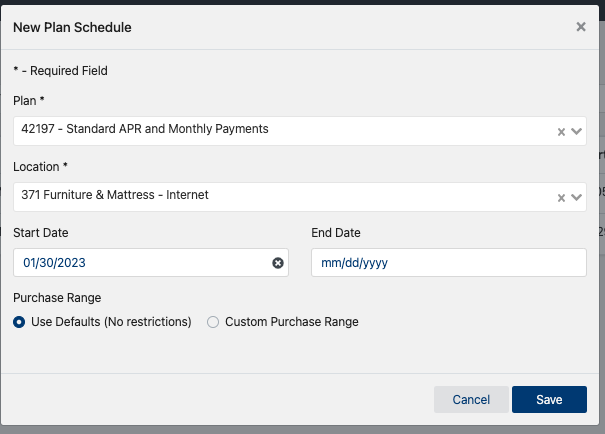 New Plan Schedule
* - Required Field
Plan *
42197 - Standard APR and Monthly Payments
Location *
371 Furniture & Mattress - Internet
Start Date
End Date
01/30/2023
mm/dd/yyyy
Purchase Range
Use Defaults (No restrictions)
Custom Purchase Range
Cancel
Save